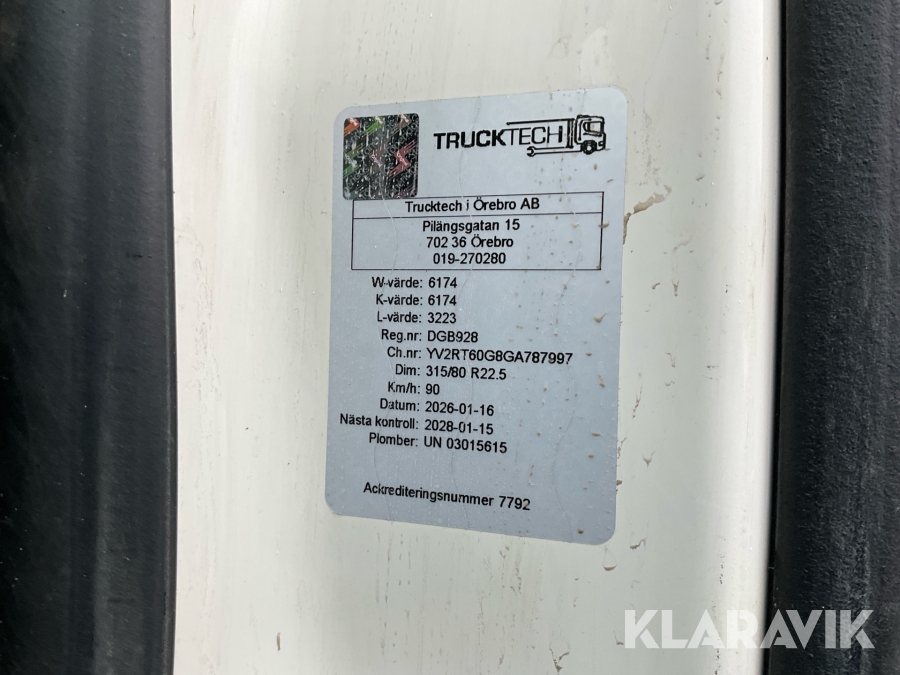 TRUCKTECH
Trucktech i Örebro AB
Pilängsgatan 15
702 36 Örebro
019-270280
W-värde: 6174
K-värde: 6174
L-värde: 3223
Reg.nr: DGB928
Ch.nr: YV2RT60G8GA787997
Dim: 315/80 R22.5
Km/h: 90
Datum: 2026-01-16
Nästa kontroll: 2028-01-15
Plomber: UN 03015615
Ackrediteringsnummer 7792
KLARAVIK